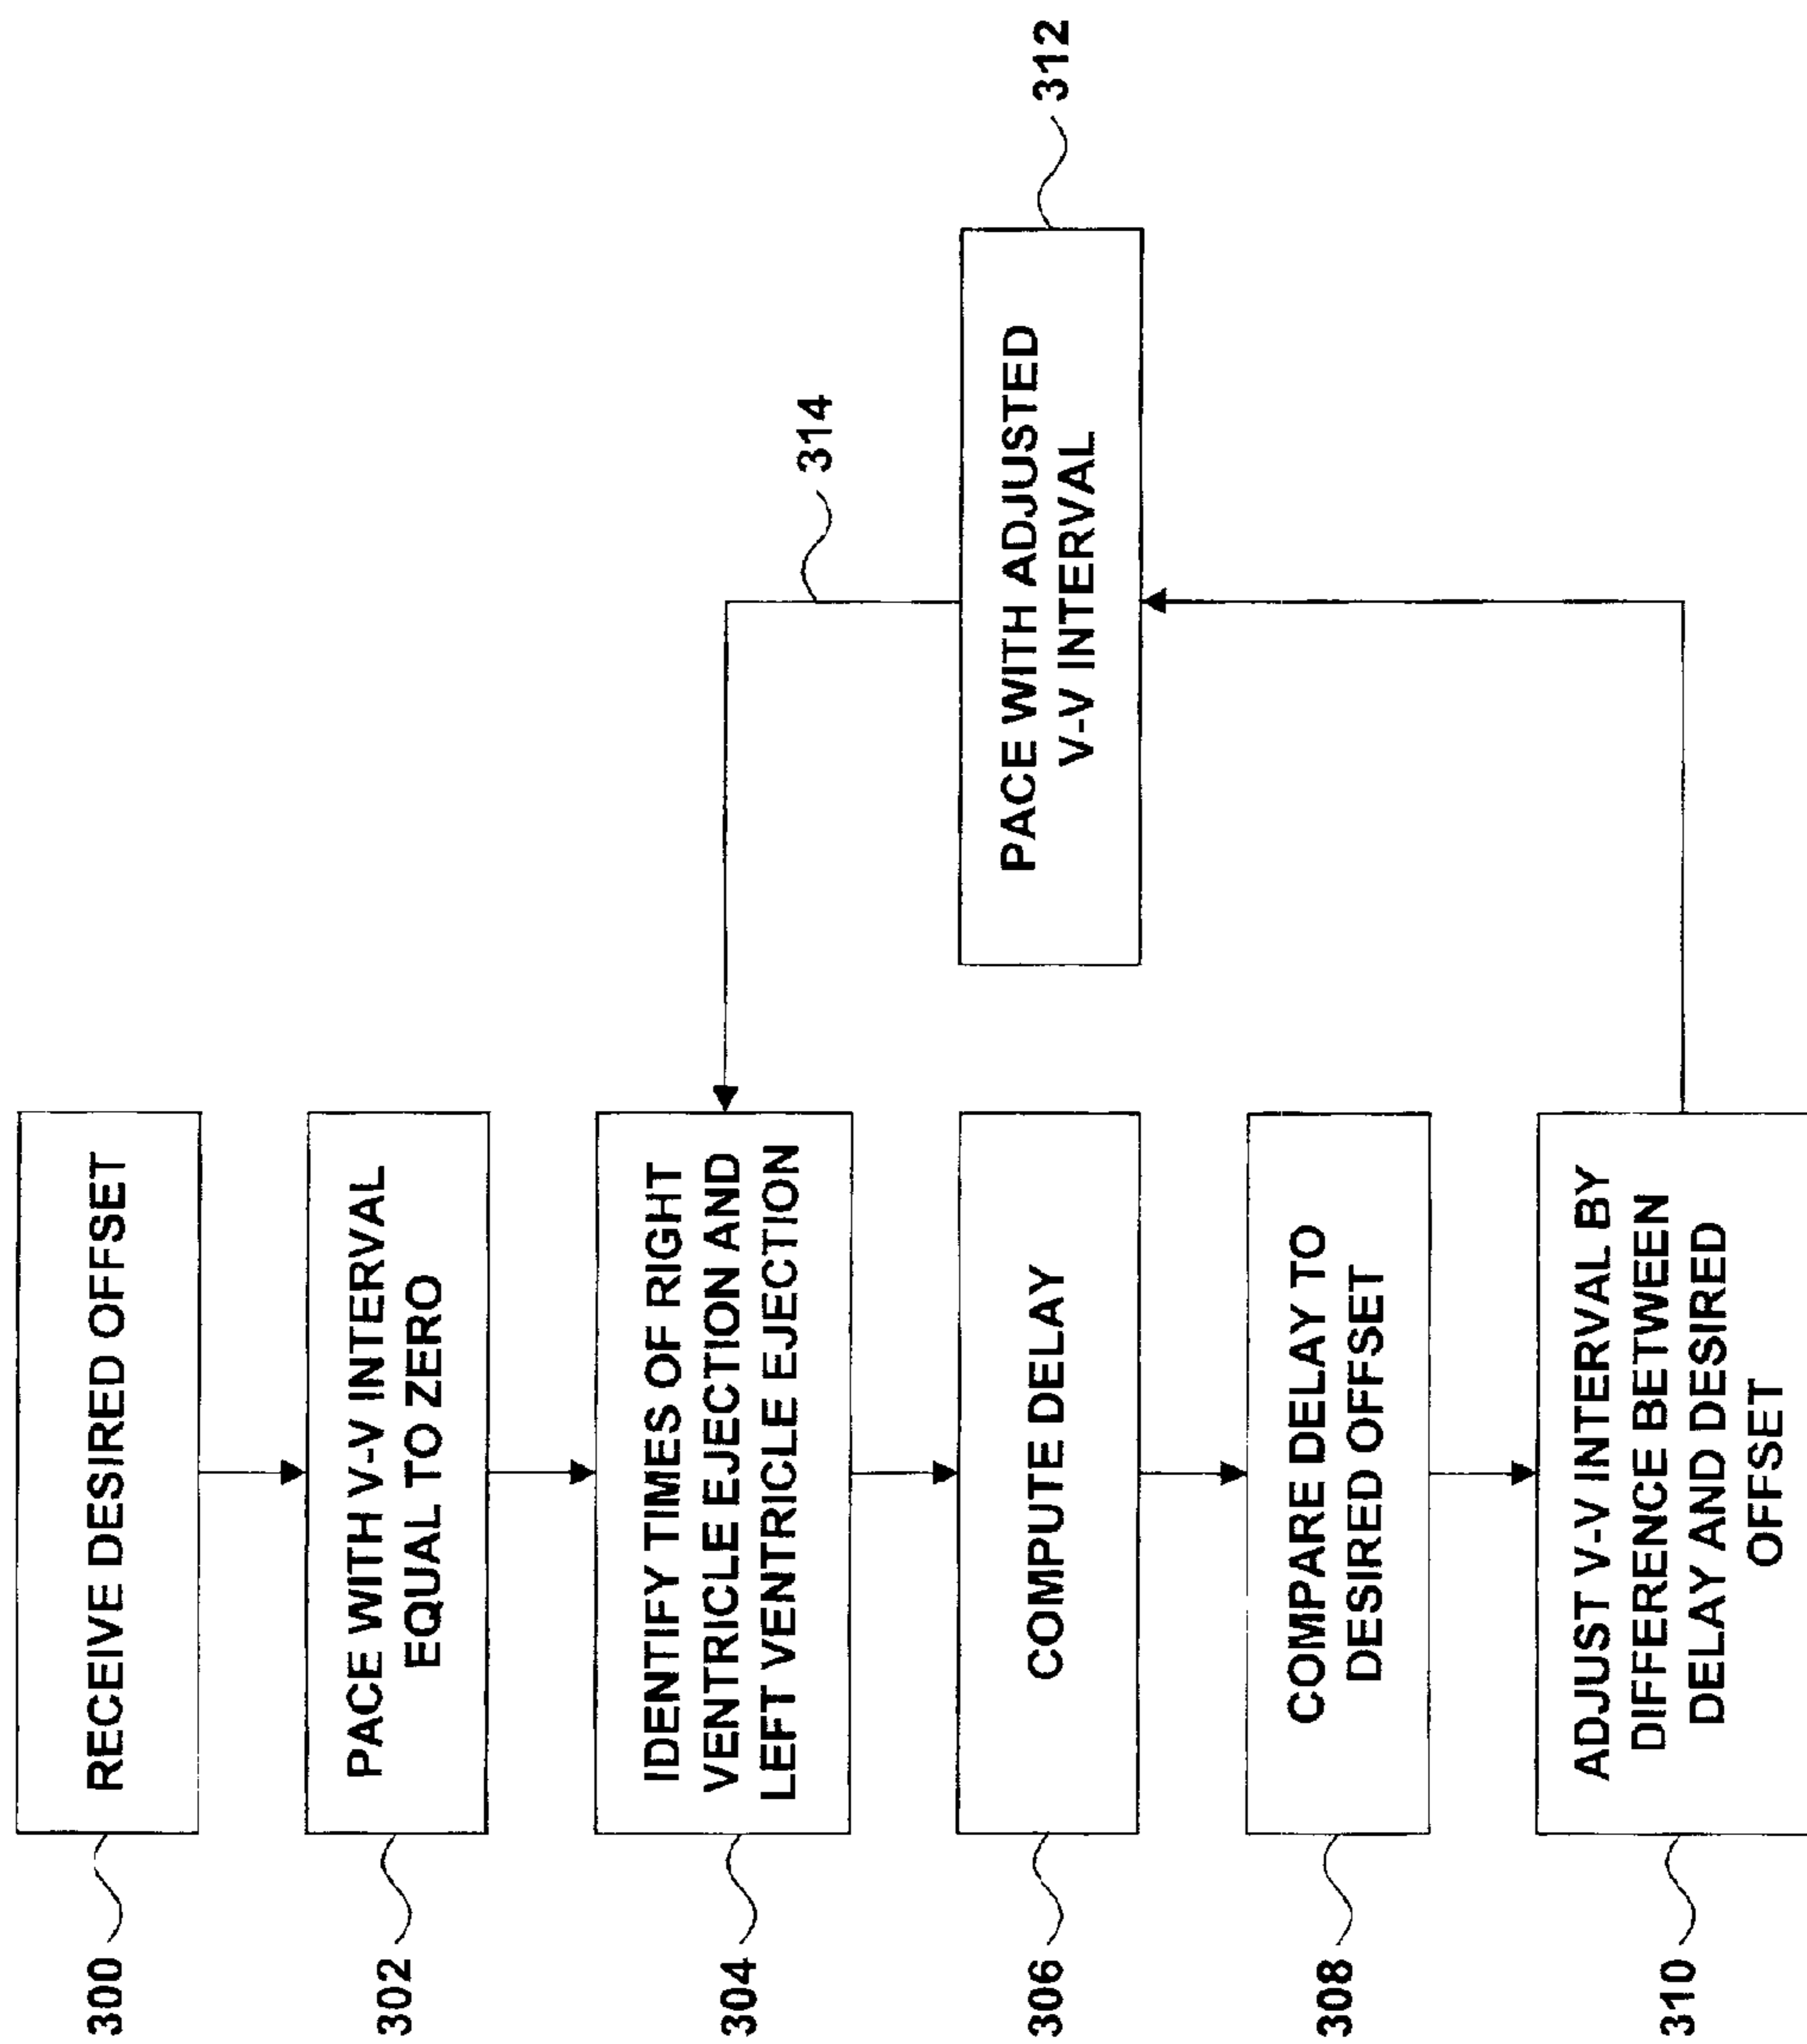 300
RECEIVE DESIRED OFFSET
302
PACE WITH V-V INTERVAL
EQUAL TO ZERO
304
IDENTIFY TIMES OF RIGHT
VENTRICLE EJECTION AND
LEFT VENTRICLE EJECTION
306
COMPUTE DELAY
308
COMPARE DELAY TO
DESIRED OFFSET
310
ADJUST V-V INTERVAL BY
DIFFERENCE BETWEEN
DELAY AND DESIRED
OFFSET
312
PACE WITH ADJUSTED
V-V INTERVAL
314